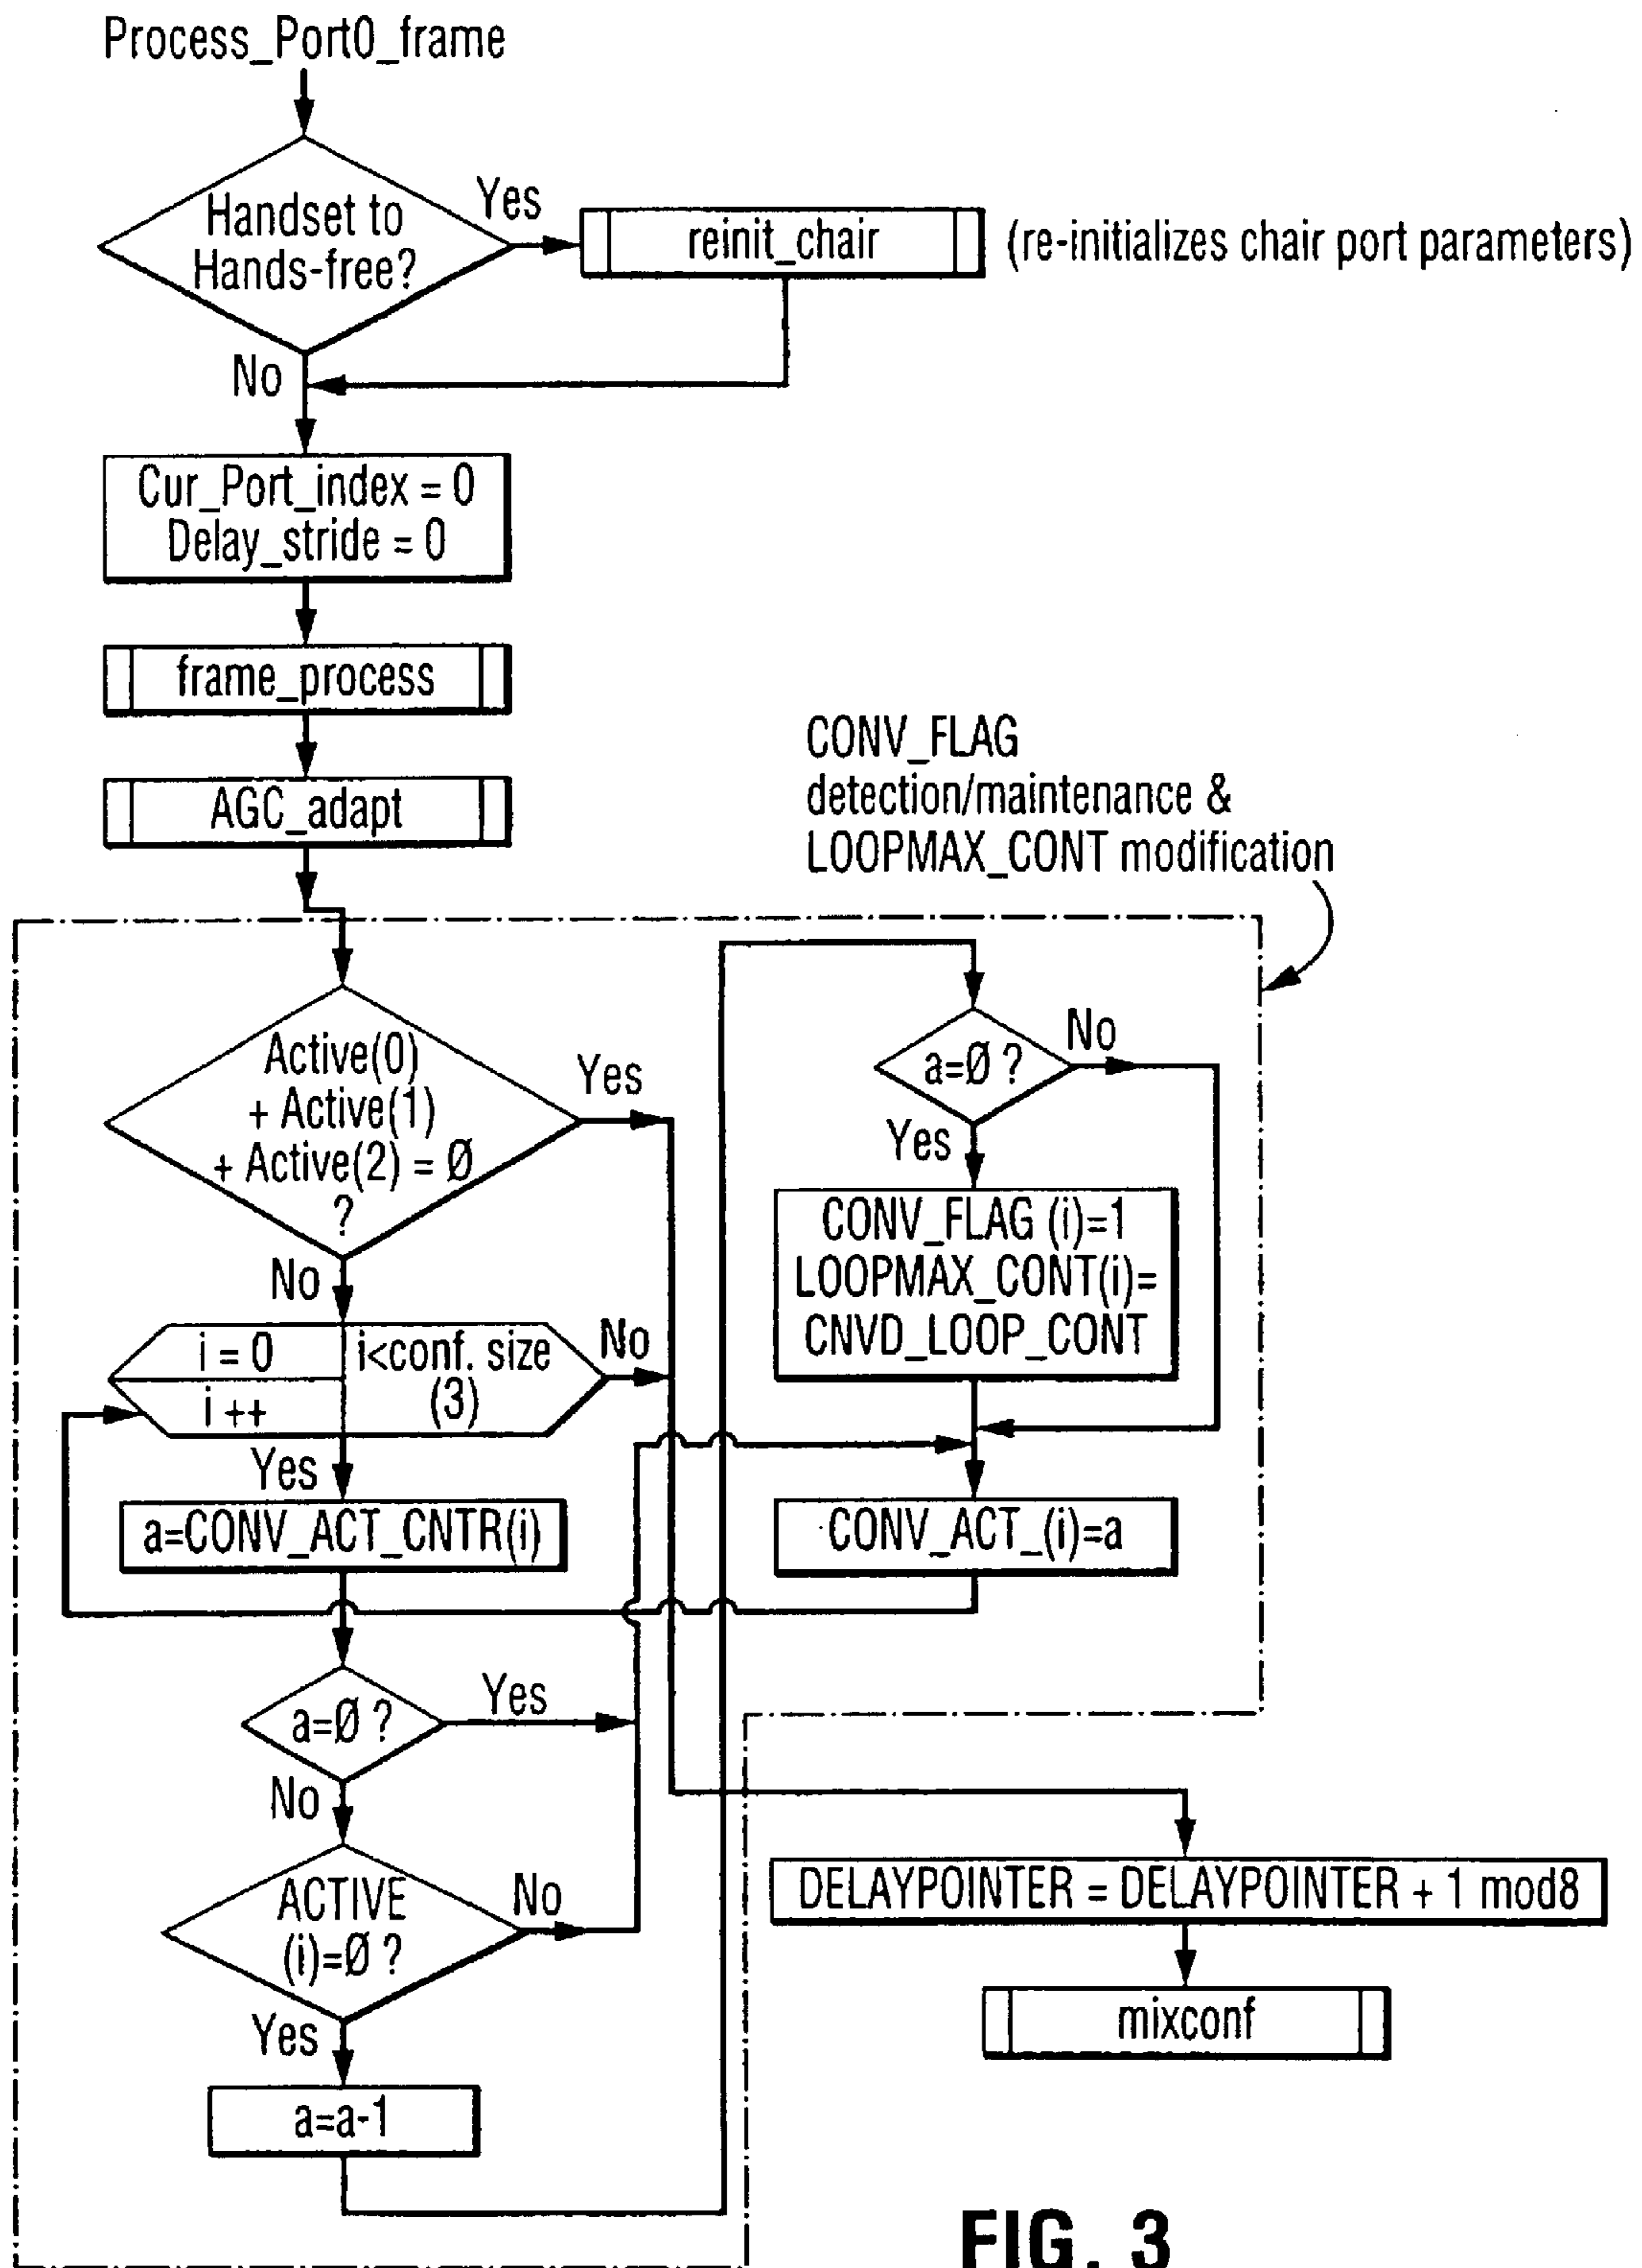 Process_Port0_frame
Handset to
Hands-free?
Yes
reinit_chair
(re-initializes chair port parameters)
No
Cur_Port_index = 0
Delay_stride = 0
frame_process
AGC_adapt
CONV_FLAG
detection/maintenance &
LOOPMAX_CONT modification
Active(0)
+ Active(1)
+ Active(2) = Ø
?
Yes
No
i = 0
i ++
i<conf. size
(3)
No
Yes
a=CONV_ACT_CNTR(i)
a=Ø ?
Yes
No
ACTIVE
(i)=Ø ?
No
Yes
a=a-1
a=Ø ?
No
Yes
CONV_FLAG (i)=1
LOOPMAX_CONT(i)=
CNVD_LOOP_CONT
CONV_ACT_(i)=a
DELAYPOINTER = DELAYPOINTER + 1 mod8
mixconf
FIG. 3